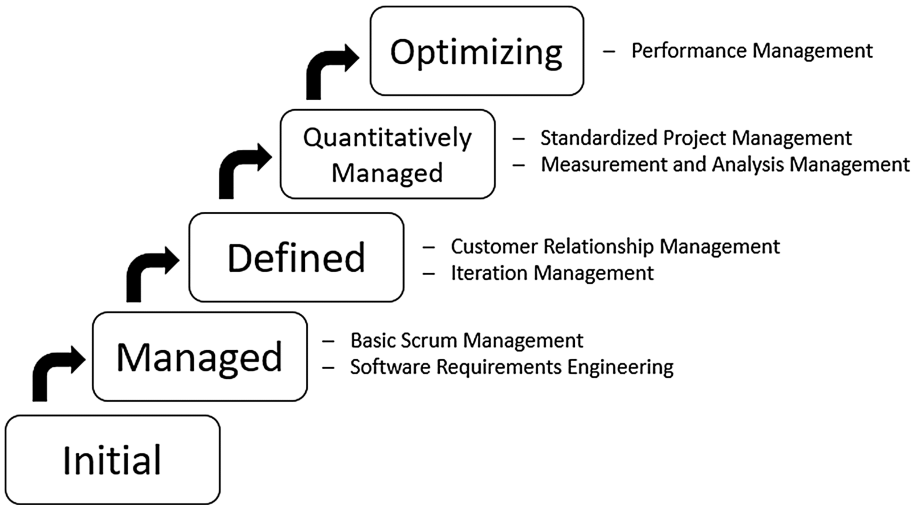 Optimizing
– Performance Management
Quantitatively
Managed
– Standardized Project Management
– Measurement and Analysis Management
Defined
– Customer Relationship Management
– Iteration Management
Managed
– Basic Scrum Management
– Software Requirements Engineering
Initial